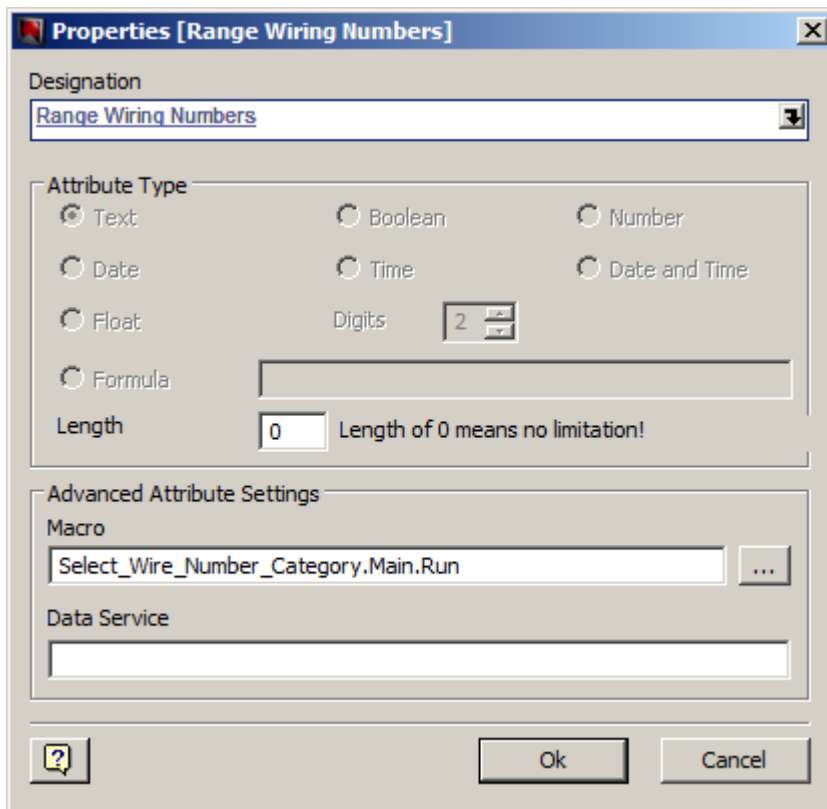 Properties [Range Wiring Numbers]
Designation
Range Wiring Numbers
Attribute Type
Text Boolean Number
Date Time Date and Time
Float Digits 2
Formula
Length 0 Length of 0 means no limitation!
Advanced Attribute Settings
Macro
Select_Wire_Number_Category.Main.Run ...
Data Service
? Ok Cancel